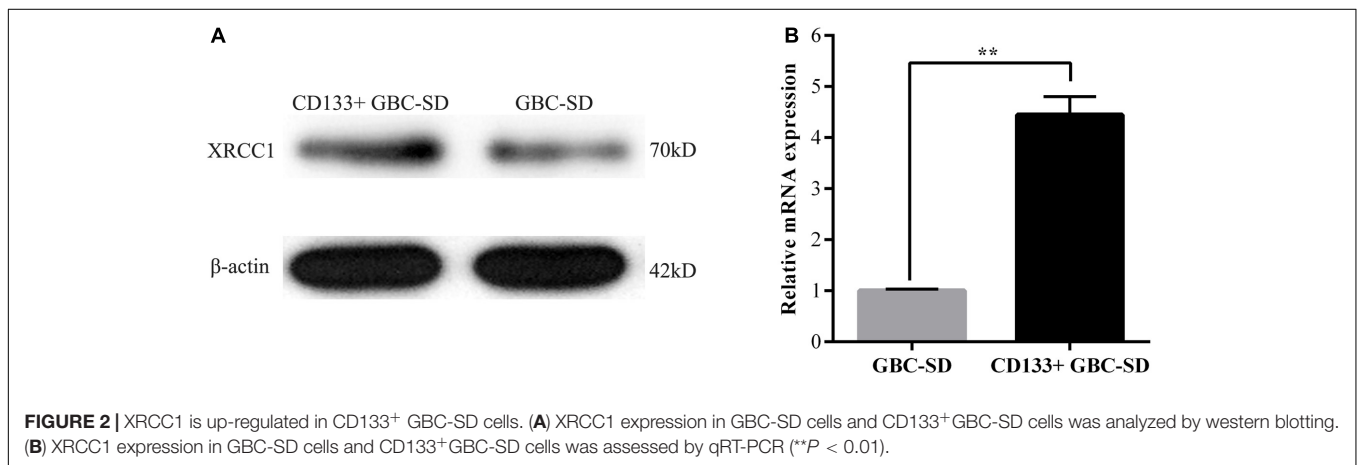 A
CD133+ GBC-SD GBC-SD
XRCC1 70kD
β-actin 42kD
B
**
Relative mRNA expression
6
5
4
3
2
1
0
GBC-SD CD133+ GBC-SD
FIGURE 2 | XRCC1 is up-regulated in CD133⁺ GBC-SD cells. (A) XRCC1 expression in GBC-SD cells and CD133⁺GBC-SD cells was analyzed by western blotting.
(B) XRCC1 expression in GBC-SD cells and CD133⁺GBC-SD cells was assessed by qRT-PCR (**P < 0.01).